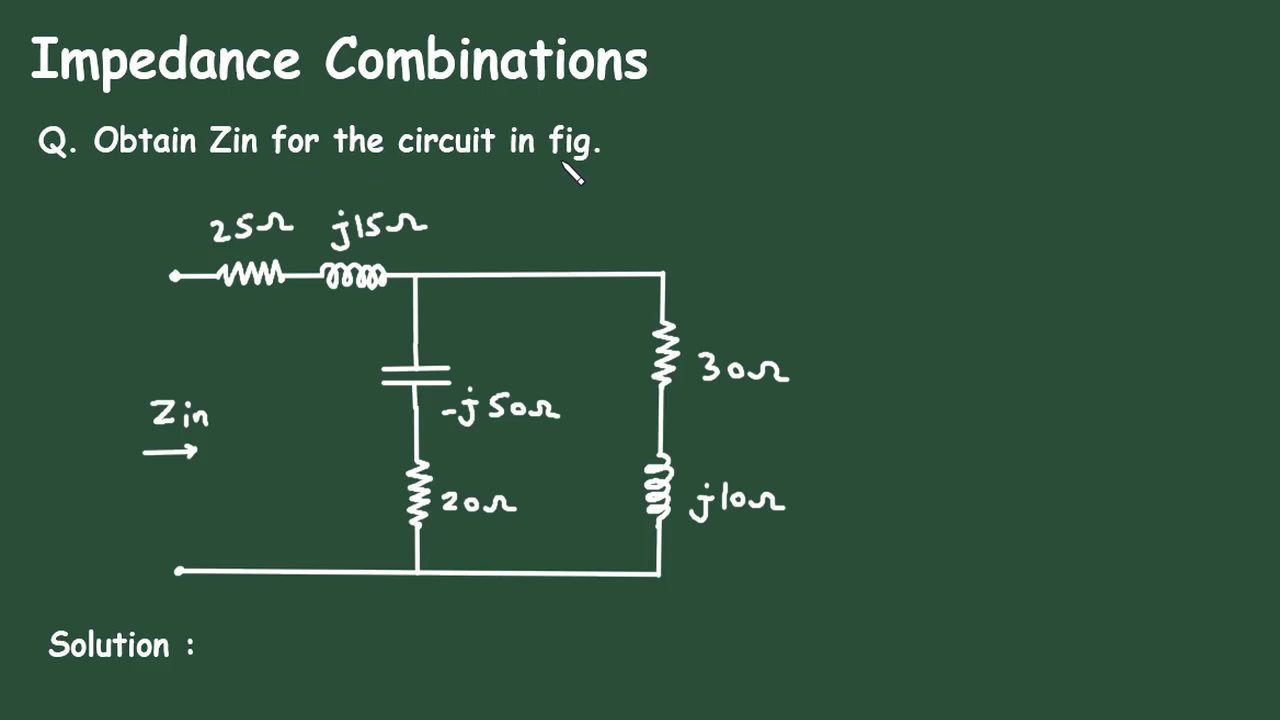 Impedance Combinations
Q. Obtain Zin for the circuit in fig.
25Ω j15Ω
30Ω
-j50Ω
Zin
20Ω
j10Ω
Solution :